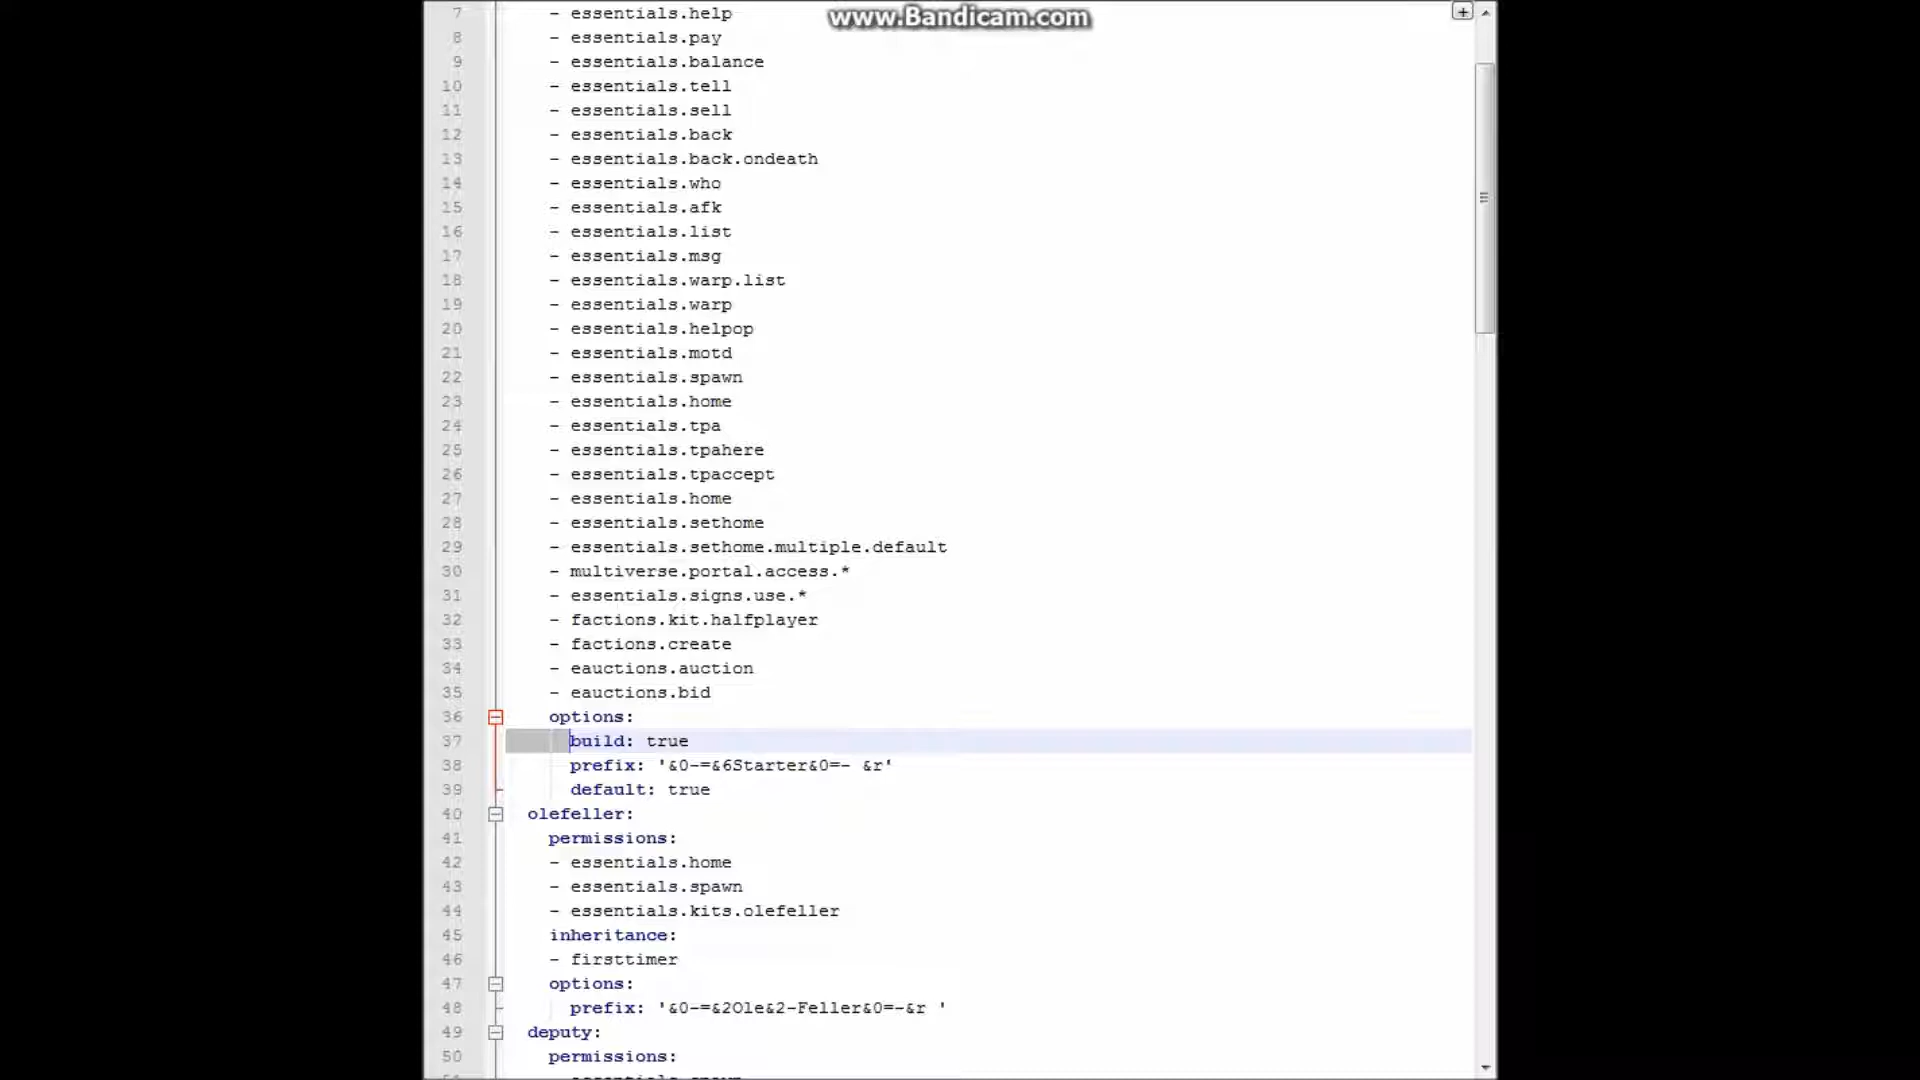 www.Bandicam.com
7 - essentials.help
8 - essentials.pay
9 - essentials.balance
10 - essentials.tell
11 - essentials.sell
12 - essentials.back
13 - essentials.back.ondeath
14 - essentials.who
15 - essentials.afk
16 - essentials.list
17 - essentials.msg
18 - essentials.warp.list
19 - essentials.warp
20 - essentials.helpop
21 - essentials.motd
22 - essentials.spawn
23 - essentials.home
24 - essentials.tpa
25 - essentials.tpahere
26 - essentials.tpaccept
27 - essentials.home
28 - essentials.sethome
29 - essentials.sethome.multiple.default
30 - multiverse.portal.access.*
31 - essentials.signs.use.*
32 - factions.kit.halfplayer
33 - factions.create
34 - eauctions.auction
35 - eauctions.bid
36 options:
37 build: true
38 prefix: '&0-=&6Starter&0=- &r'
39 default: true
40 olefeller:
41 permissions:
42 - essentials.home
43 - essentials.spawn
44 - essentials.kits.olefeller
45 inheritance:
46 - firsttimer
47 options:
48 prefix: '&0-=&2Ole&2-Feller&0=-&r '
49 deputy:
50 permissions: